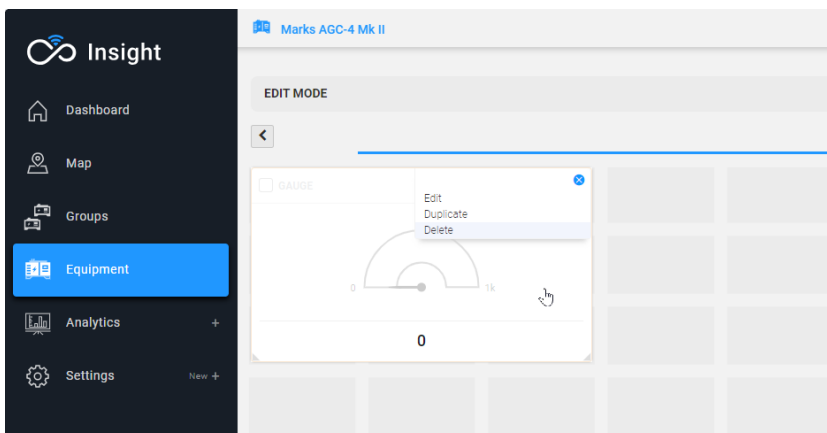 Insight
Dashboard
Map
Groups
Equipment
Analytics +
Settings New +
Marks AGC-4 Mk II
EDIT MODE
GAUGE
Edit
Duplicate
Delete
0 1k
0